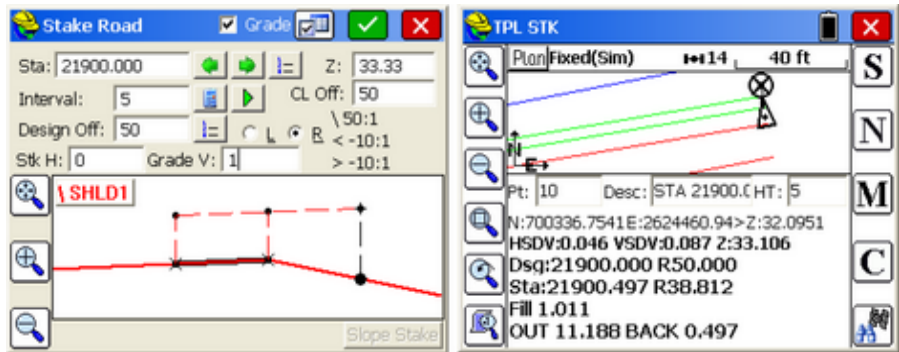 Stake Road
Grade
Sta: 21900.000
Z: 33.33
Interval: 5
CL Off: 50
Design Off: 50
L R
\ 50:1
< -10:1
> -10:1
Stk H: 0
Grade V: 1
\ SHLD1
Slope Stake
TPL STK
Plan Fixed(Sim) 14 40 ft
N
E
S
N
M
C
Pt: 10 Desc: STA 21900.0 HT: 5
N:700336.7541E:2624460.94>Z:32.0951
HSDV:0.046 VSDV:0.087 Z:33.106
Dsg:21900.000 R50.000
Sta:21900.497 R38.812
Fill 1.011
OUT 11.188 BACK 0.497